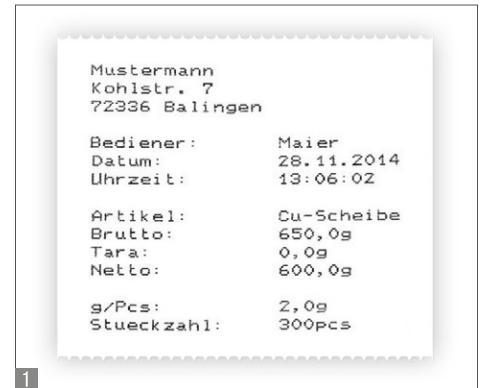 Mustermann
Kohlstr. 7
72336 Balingen
Bediener: Maier
Datum: 28.11.2014
Uhrzeit: 13:06:02
Artikel: Cu-Scheibe
Brutto: 650,0g
Tara: 0,0g
Netto: 600,0g
g/Pcs: 2,0g
Stueckzahl: 300pcs
1